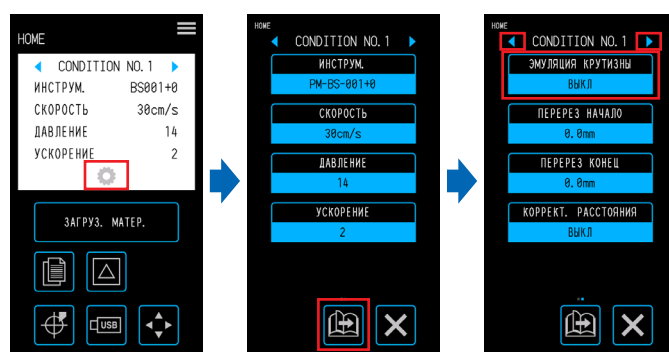 HOME
CONDITION NO. 1
ИНСТРУМ. BS001+0
СКОРОСТЬ 30cm/s
ДАВЛЕНИЕ 14
УСКОРЕНИЕ 2
ЗАГРУЗ. МАТЕР.
USB
HOME
CONDITION NO. 1
ИНСТРУМ.
PM-BS-001+0
СКОРОСТЬ
30cm/s
ДАВЛЕНИЕ
14
УСКОРЕНИЕ
2
HOME
CONDITION NO. 1
ЭМУЛЯЦИЯ КРУТИЗНЫ
ВЫКЛ
ПЕРЕРЕЗ НАЧАЛО
0.0mm
ПЕРЕРЕЗ КОНЕЦ
0.0mm
КОРРЕКТ. РАССТОЯНИЯ
ВЫКЛ